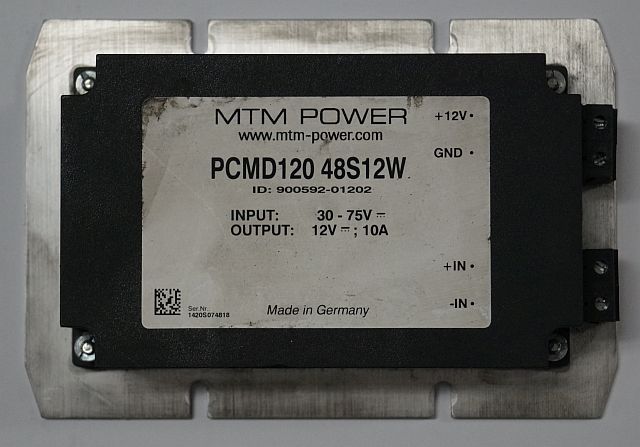 MTM POWER
www.mtm-power.com
PCMD120 48S12W
ID: 900592-01202
INPUT: 30 - 75V ⎓
OUTPUT: 12V ⎓ ; 10A
+12V •
GND •
+IN •
-IN •
Ser.Nr.
1420S074818
Made in Germany